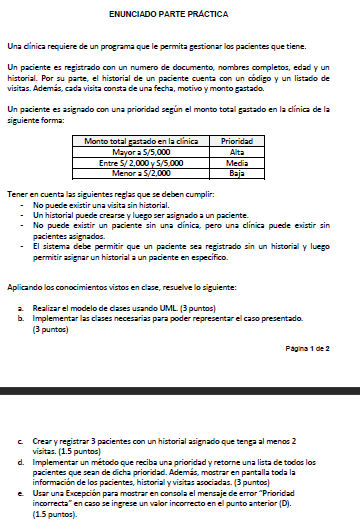 ENUNCIADO PARTE PRÁCTICA
Una clínica requiere de un programa que le permita gestionar los pacientes que tiene.
Un paciente es registrado con un numero de documento, nombres completos, edad y un
historial. Por su parte, el historial de un paciente cuenta con un código y un listado de
visitas. Además, cada visita consta de una fecha, motivo y monto gastado.
Un paciente es asignado con una prioridad según el monto total gastado en la clínica de la
siguiente forma:
Monto total gastado en la clínica Prioridad
Mayor a S/5,000 Alta
Entre S/ 2,000 y S/5,000 Media
Menor a S/2,000 Baja
Tener en cuenta las siguientes reglas que se deben cumplir:
- No puede existir una visita sin historial.
- Un historial puede crearse y luego ser asignado a un paciente.
- No puede existir un paciente sin una clínica, pero una clínica puede existir sin
pacientes asignados.
- El sistema debe permitir que un paciente sea registrado sin un historial y luego
permitir asignar un historial a un paciente en específico.
Aplicando los conocimientos vistos en clase, resuelve lo siguiente:
a. Realizar el modelo de clases usando UML. (3 puntos)
b. Implementar las clases necesarias para poder representar el caso presentado.
(3 puntos)
Página 1 de 2
c. Crear y registrar 3 pacientes con un historial asignado que tenga al menos 2
visitas. (1.5 puntos)
d. Implementar un método que reciba una prioridad y retorne una lista de todos los
pacientes que sean de dicha prioridad. Además, mostrar en pantalla toda la
información de los pacientes, historial y visitas asociadas. (3 puntos)
e. Usar una Excepción para mostrar en consola el mensaje de error "Prioridad
incorrecta" en caso se ingrese un valor incorrecto en el punto anterior (D).
(1.5 puntos).